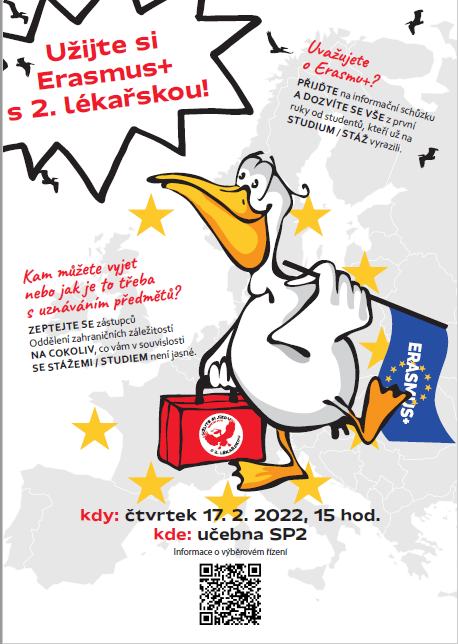 Užijte si
Erasmus+
s 2. lékařskou!
Uvažujete
o Erasmu+?
PŘIJĎTE na informační schůzku
A DOZVÍTE SE VŠE z první
ruky od studentů, kteří už na
STUDIUM / STÁŽ vyrazili.
Kam můžete vyjet
nebo jak je to třeba
s uznáváním předmětů?
ZEPTEJTE SE zástupců
Oddělení zahraničních záležitostí
NA COKOLIV, co vám v souvislosti
SE STÁŽEMI / STUDIEM není jasné.
ERASMUS+
s 2. lékařskou
kdy: čtvrtek 17. 2. 2022, 15 hod.
kde: učebna SP2
Informace o výběrovém řízení